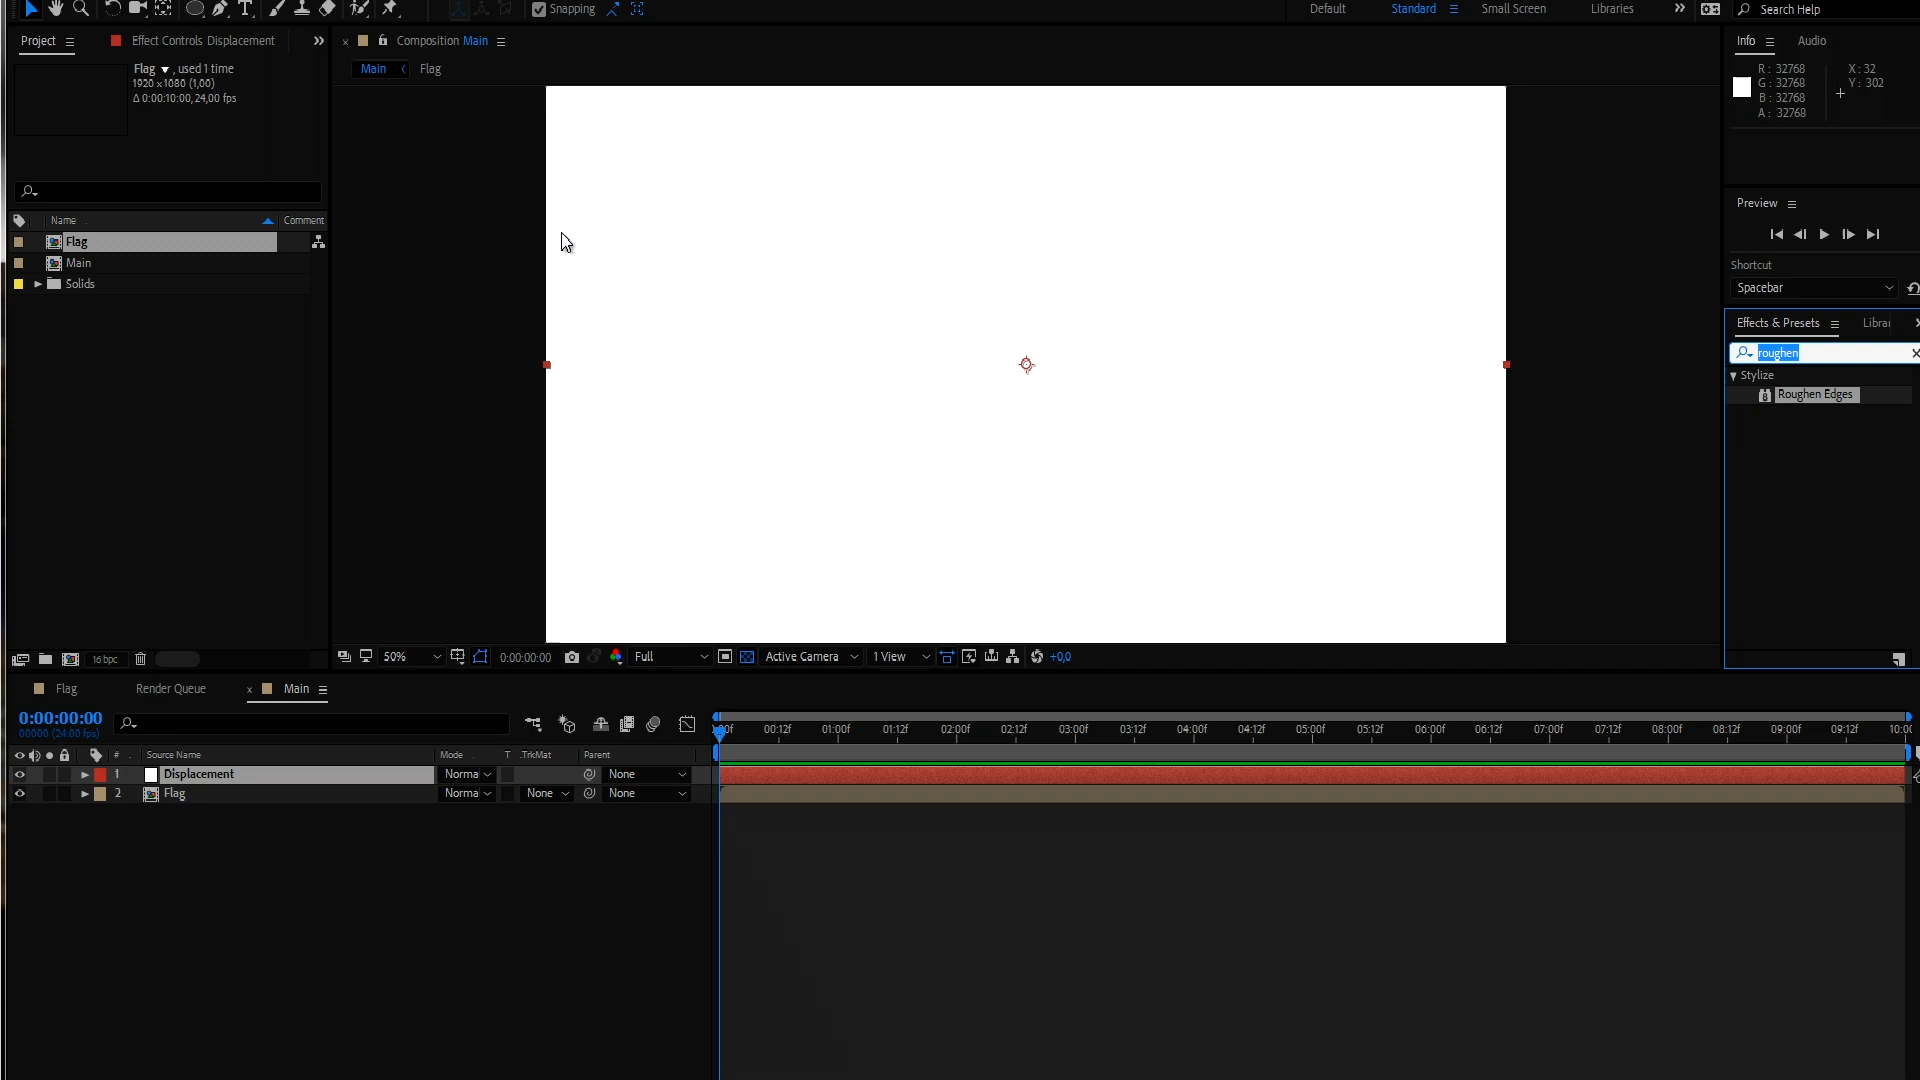 Snapping
Default
Standard
Small Screen
Libraries
Search Help
Project
Effect Controls Displacement
Composition Main
Info
Audio
Main
Flag
Flag ▼, used 1 time
1920 x 1080 (1,00)
Δ 0:00:10:00, 24,00 fps
R: 32768
G: 32768
B: 32768
A: 32768
X: 32
Y: 302
Preview
Shortcut
Spacebar
Name
Comment
Flag
Main
Solids
Effects & Presets
Librar
roughen
Stylize
Roughen Edges
16 bpc
50%
0:00:00:00
Full
Active Camera
1 View
+0,0
Flag
Render Queue
Main
0:00:00:00
00000 (24.00 fps)
00f 00:12f 01:00f 01:12f 02:00f 02:12f 03:00f 03:12f 04:00f 04:12f 05:00f 05:12f 06:00f 06:12f 07:00f 07:12f 08:00f 08:12f 09:00f 09:12f 10:00
# Source Name Mode T .TrkMat Parent
1 Displacement Norma None
2 Flag Norma None None